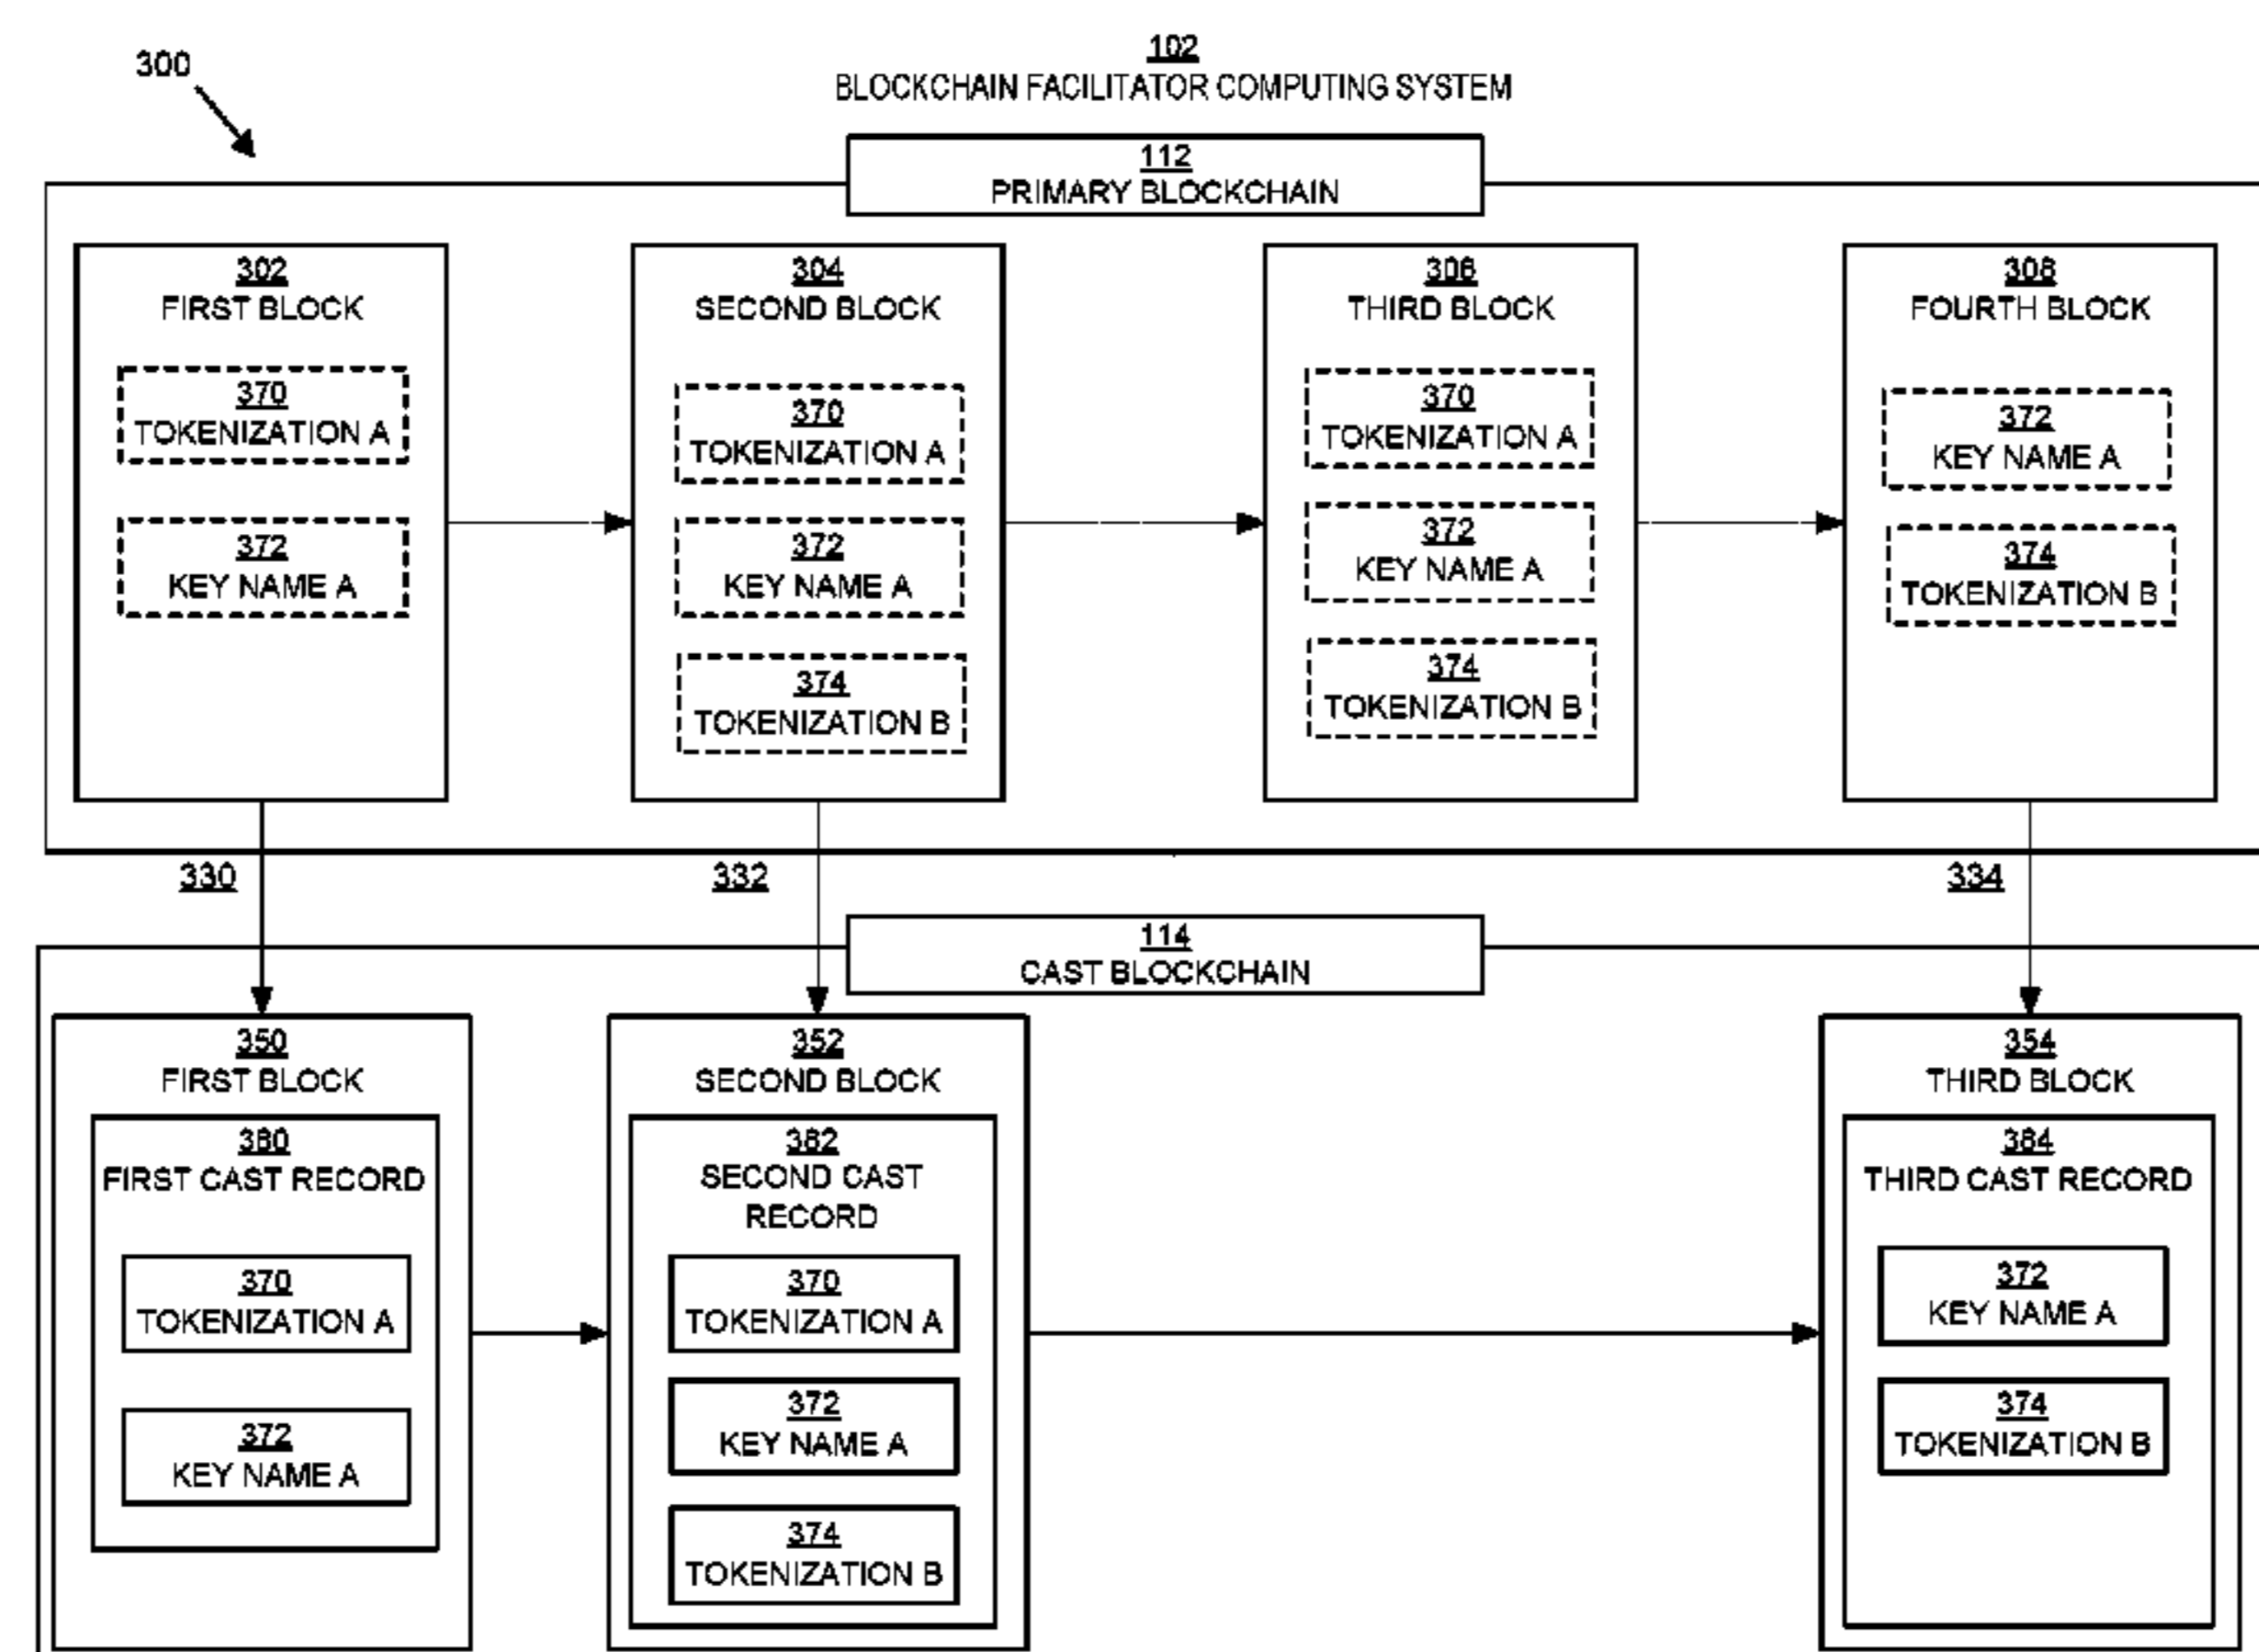 300
102
BLOCKCHAIN FACILITATOR COMPUTING SYSTEM
112
PRIMARY BLOCKCHAIN
302
FIRST BLOCK
370
TOKENIZATION A
372
KEY NAME A
304
SECOND BLOCK
370
TOKENIZATION A
372
KEY NAME A
374
TOKENIZATION B
306
THIRD BLOCK
370
TOKENIZATION A
372
KEY NAME A
374
TOKENIZATION B
308
FOURTH BLOCK
372
KEY NAME A
374
TOKENIZATION B
330
332
334
114
CAST BLOCKCHAIN
350
FIRST BLOCK
380
FIRST CAST RECORD
370
TOKENIZATION A
372
KEY NAME A
352
SECOND BLOCK
382
SECOND CAST
RECORD
370
TOKENIZATION A
372
KEY NAME A
374
TOKENIZATION B
354
THIRD BLOCK
384
THIRD CAST RECORD
372
KEY NAME A
374
TOKENIZATION B